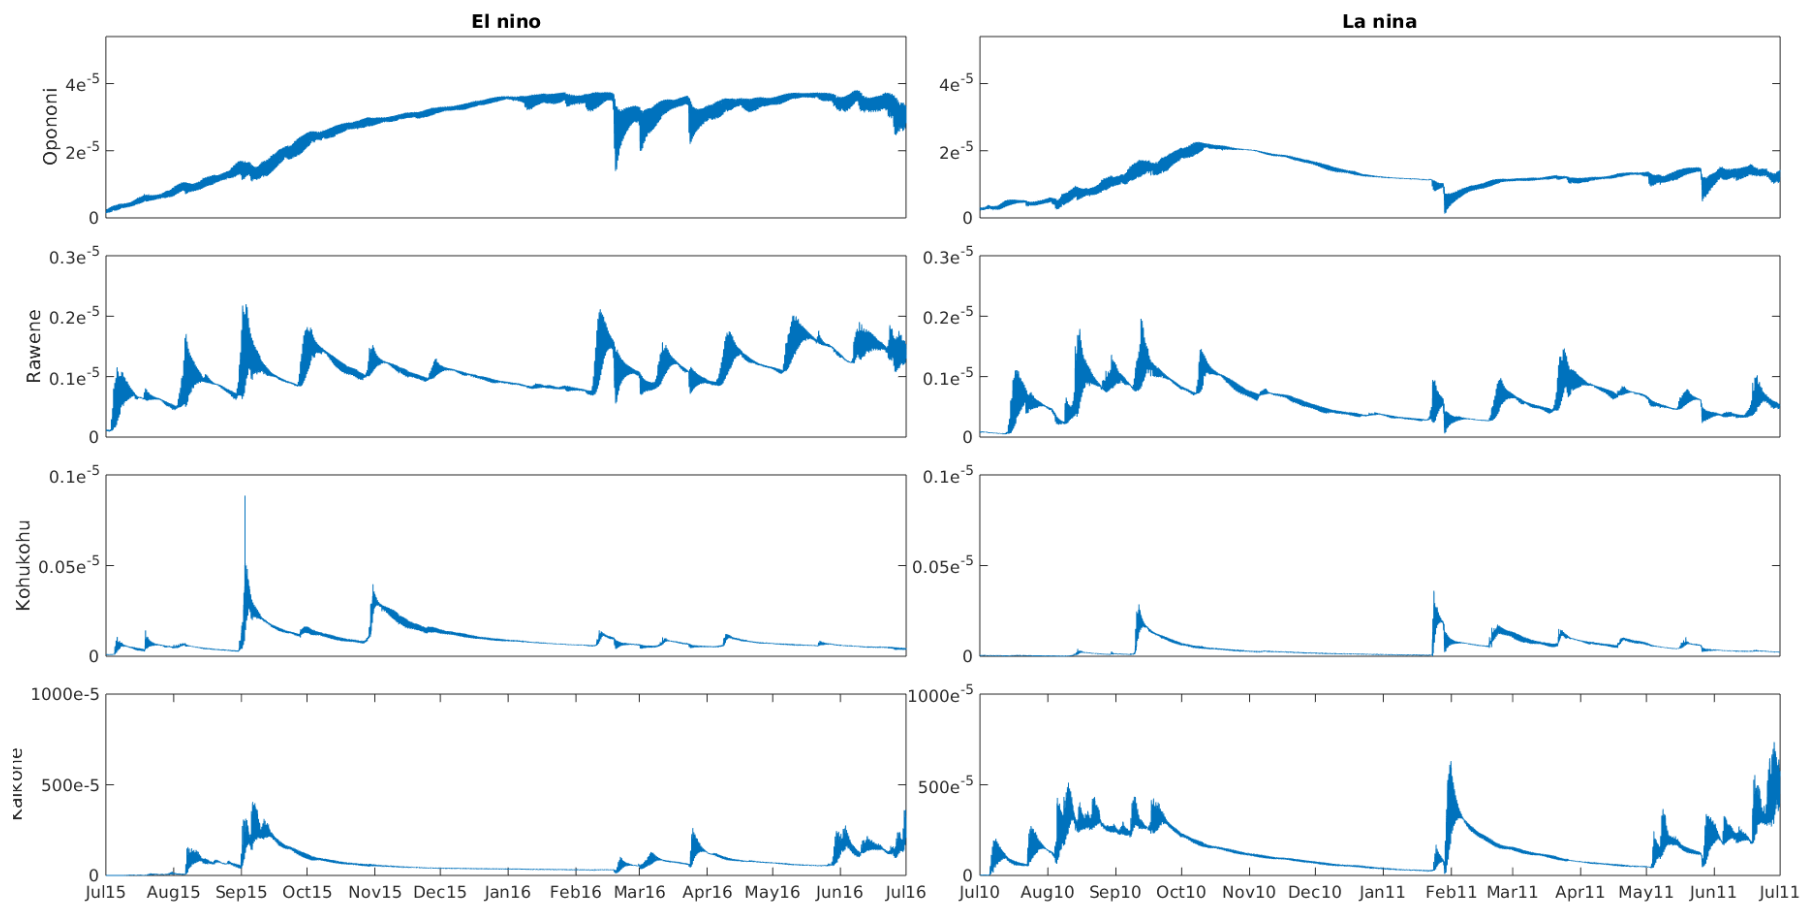 El nino
La nina
Opononi
4e-5
2e-5
0
4e-5
2e-5
0
Rawene
0.3e-5
0.2e-5
0.1e-5
0
0.3e-5
0.2e-5
0.1e-5
0
Kohukohu
0.1e-5
0.05e-5
0
0.1e-5
0.05e-5
0
1000e-5
500e-5
0
1000e-5
500e-5
0
Jul15 Aug15 Sep15 Oct15 Nov15 Dec15 Jan16 Feb16 Mar16 Apr16 May16 Jun16 Jul16
Jul10 Aug10 Sep10 Oct10 Nov10 Dec10 Jan11 Feb11 Mar11 Apr11 May11 Jun11 Jul11